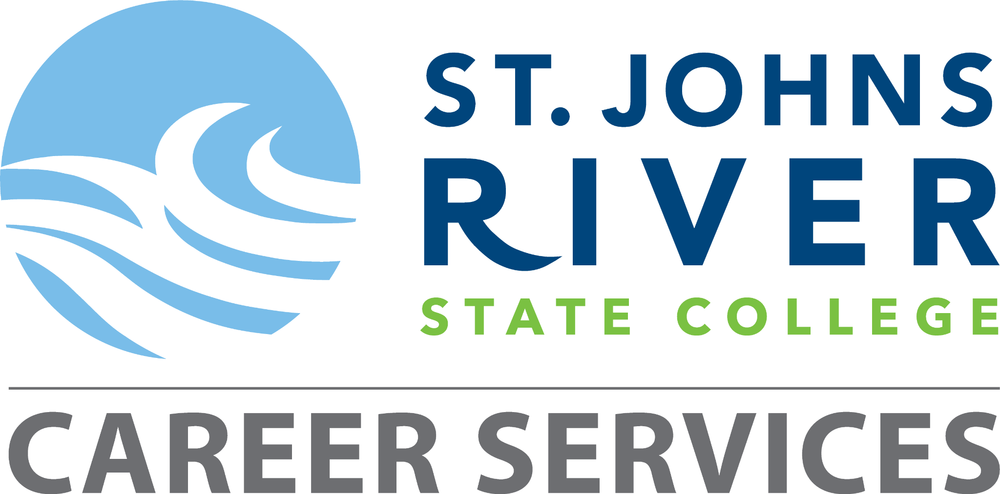 ST. JOHNS
RIVER
STATE COLLEGE
CAREER SERVICES